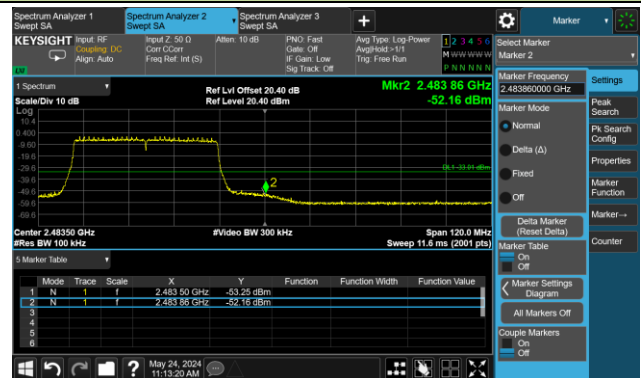 Spectrum Analyzer 1
Swept SA
Spectrum Analyzer 2
Swept SA
Spectrum Analyzer 3
Swept SA
+
Marker
KEYSIGHT
Input: RF
Coupling: DC
Align: Auto
Input Z: 50 Ω
Corr CCorr
Freq Ref: Int (S)
Atten: 10 dB
PNO: Fast
Gate: Off
IF Gain: Low
Sig Track: Off
Avg Type: Log-Power
Avg|Hold >1/1
Trig: Free Run
1 2 3 4 5 6
M W W W W W
P N N N N N
Select Marker
Marker 2
1 Spectrum
Scale/Div 10 dB
Log
Ref Lvl Offset 20.40 dB
Ref Level 20.40 dBm
Mkr2 2.483 86 GHz
-52.16 dBm
10.4
0.400
-9.60
-19.6
-29.6
-39.6
-49.6
-59.6
-69.6
DL1 -33.01 dBm
2
Center 2.48350 GHz
#Res BW 100 kHz
#Video BW 300 kHz
Span 120.0 MHz
Sweep 11.6 ms (2001 pts)
5 Marker Table
Mode Trace Scale X Y Function Function Width Function Value
1 N 1 f 2.483 50 GHz -53.25 dBm
2 N 1 f 2.483 86 GHz -52.16 dBm
3
4
5
6
Marker Frequency
2.483860000 GHz
Marker Mode
Normal
Delta (Δ)
Fixed
Off
Delta Marker
(Reset Delta)
Marker Table
On
Off
Marker Settings
Diagram
All Markers Off
Couple Markers
On
Off
Settings
Peak
Search
Pk Search
Config
Properties
Marker
Function
Marker→
Counter
?
May 24, 2024
11:13:20 AM